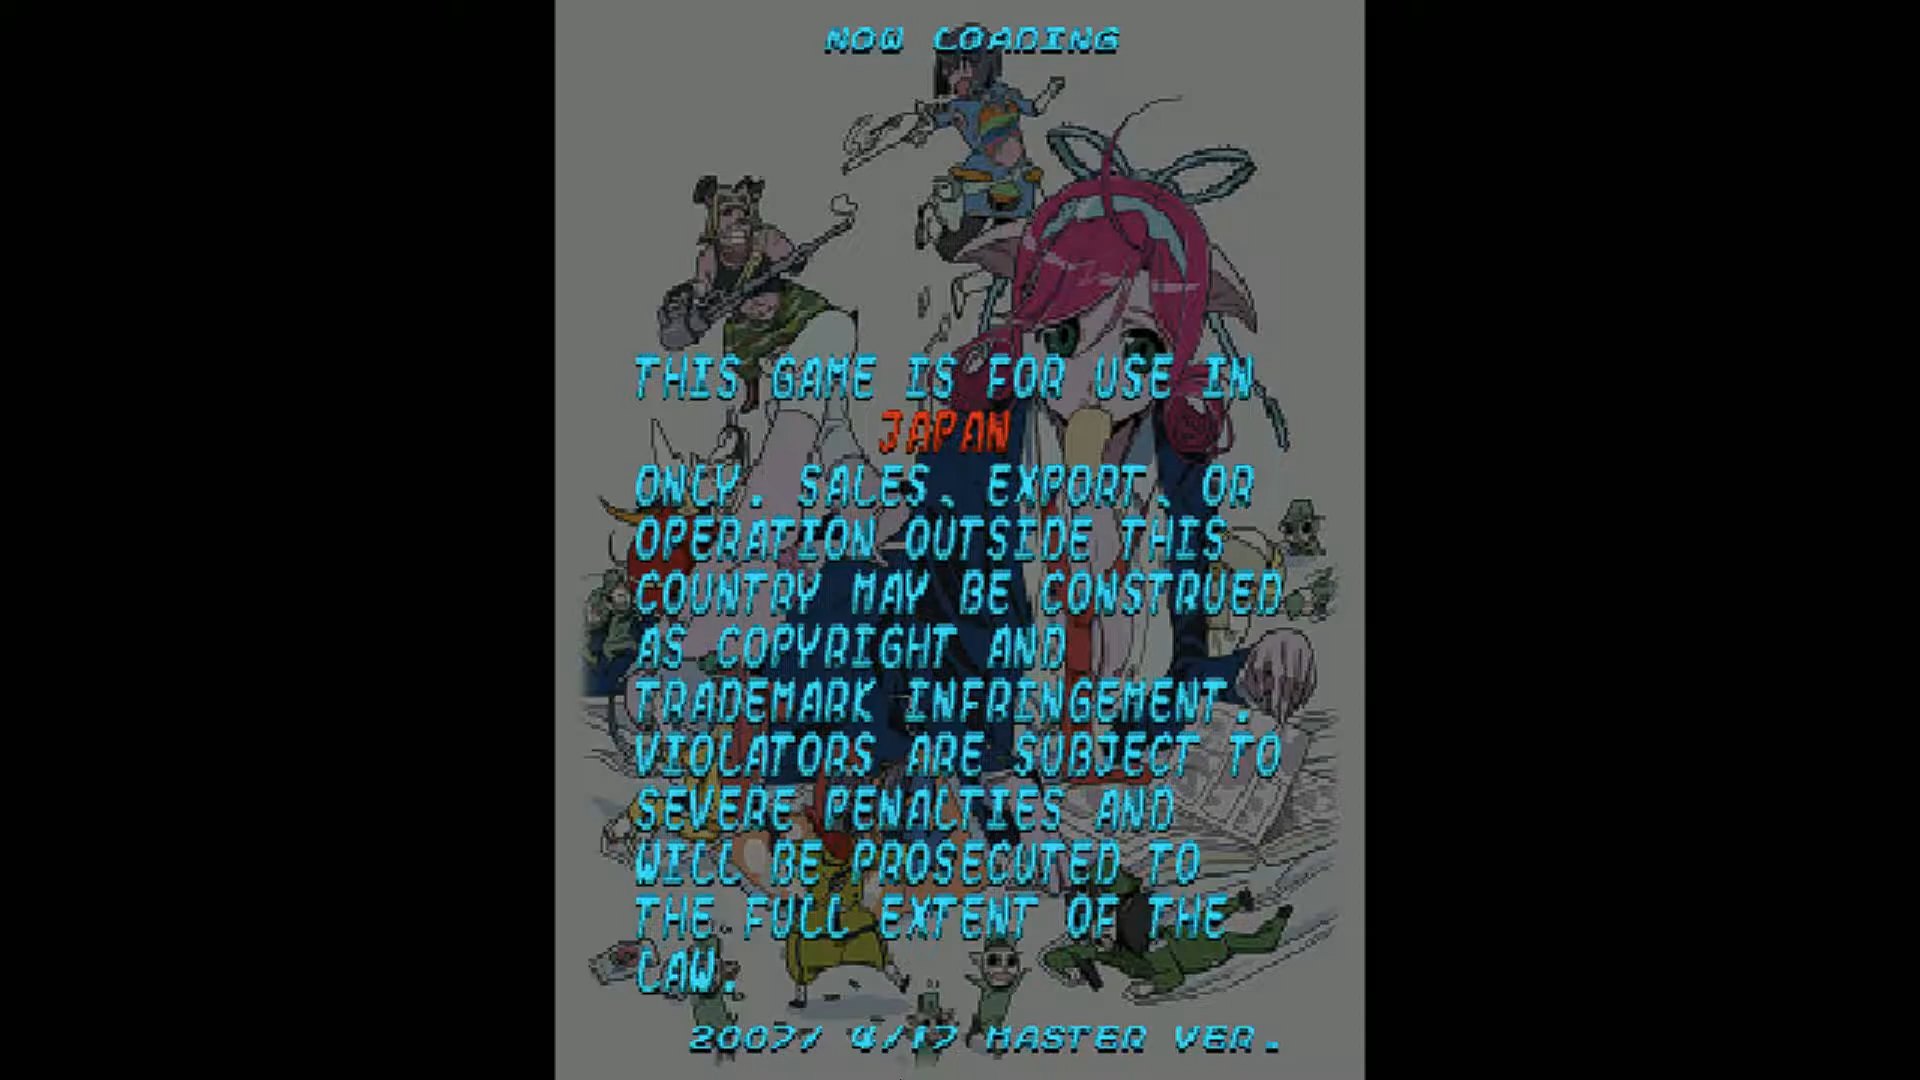 NOW LOADING
THIS GAME IS FOR USE IN
JAPAN
ONLY. SALES, EXPORT, OR
OPERATION OUTSIDE THIS
COUNTRY MAY BE CONSTRUED
AS COPYRIGHT AND
TRADEMARK INFRINGEMENT.
VIOLATORS ARE SUBJECT TO
SEVERE PENALTIES AND
WILL BE PROSECUTED TO
THE FULL EXTENT OF THE
LAW.
2007/ 4/17 MASTER VER.